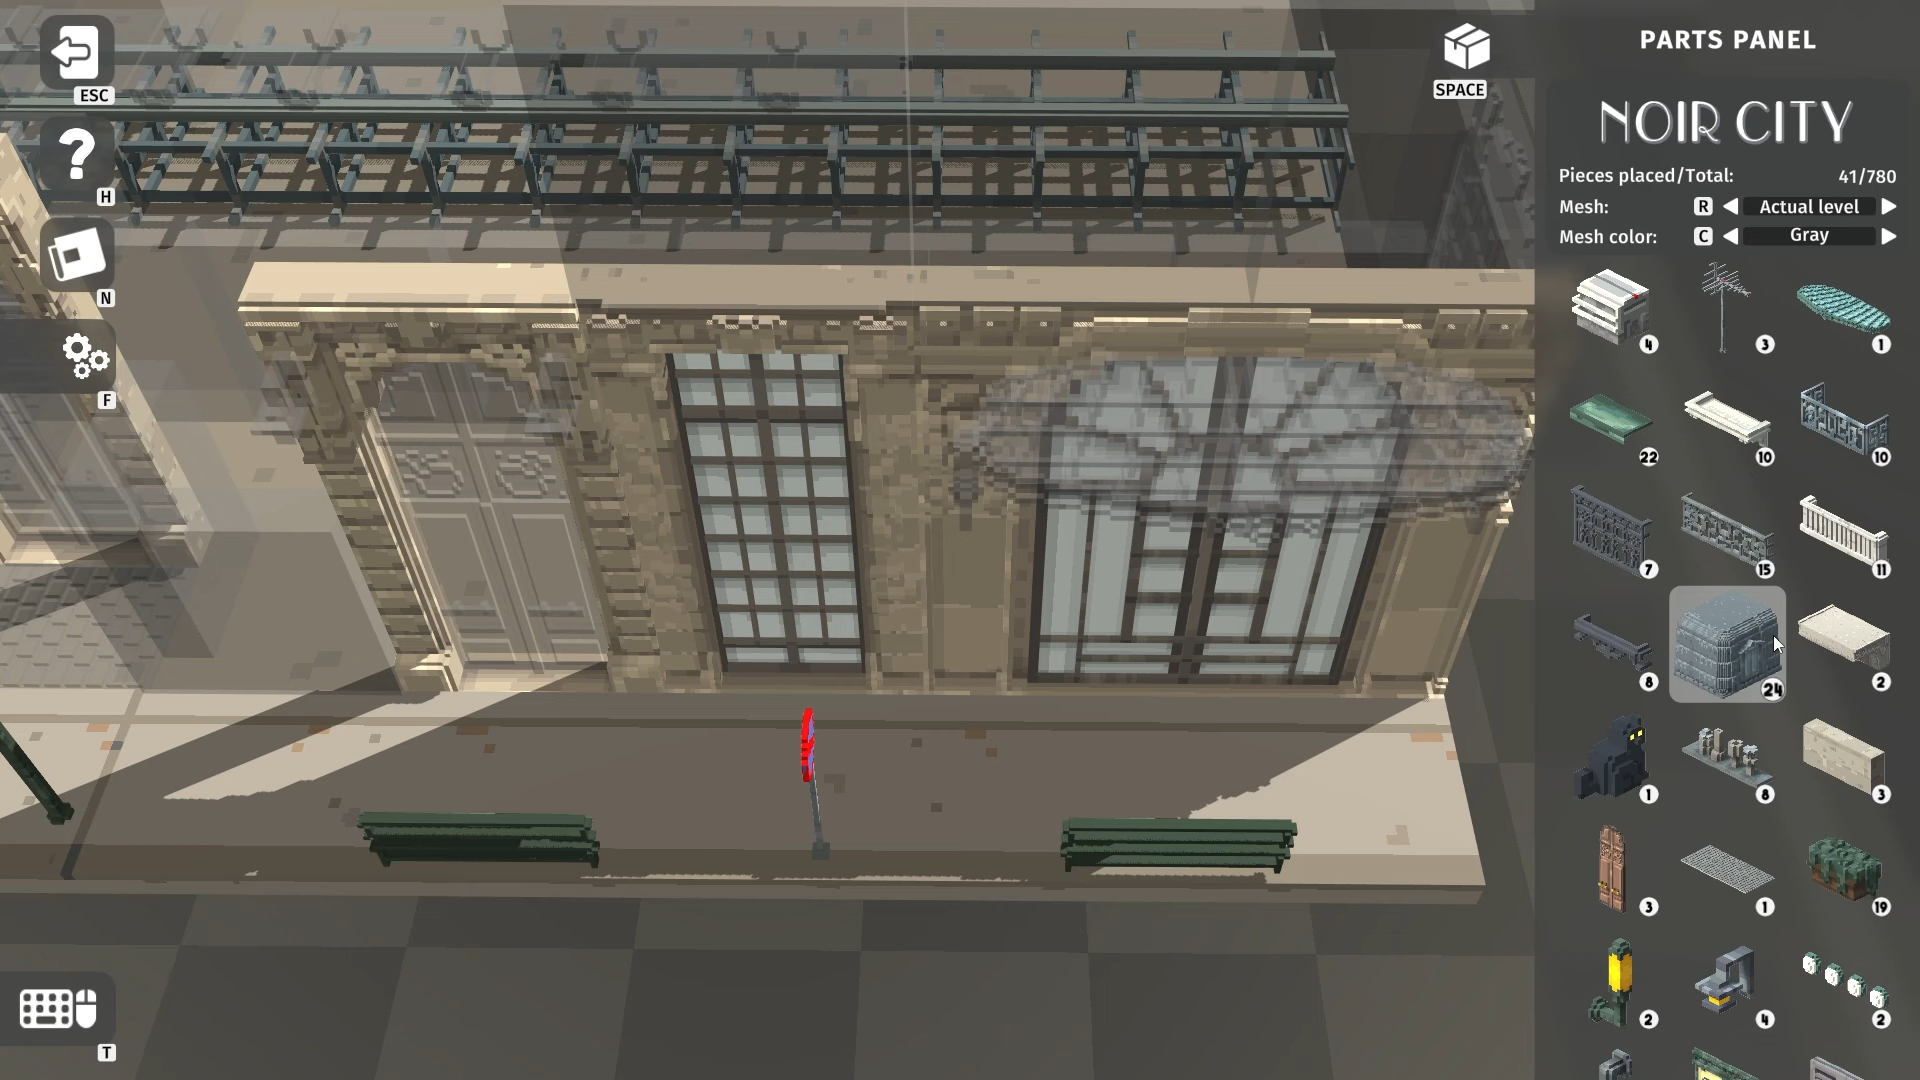 ESC
H
N
F
T
SPACE
PARTS PANEL
NOIR CITY
Pieces placed/Total: 41/780
Mesh: R Actual level
Mesh color: C Gray
4 3 1
22 10 10
7 15 11
8 24 2
1 8 3
3 1 19
2 4 2